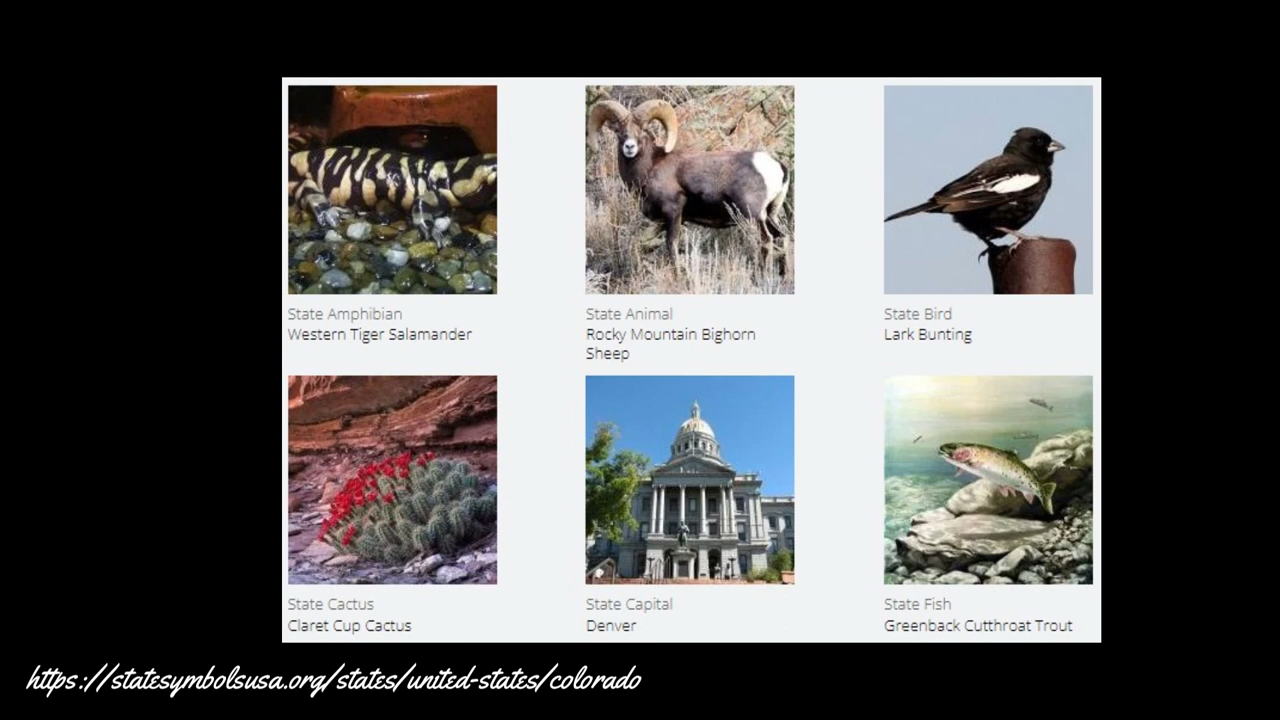 State Amphibian
Western Tiger Salamander
State Animal
Rocky Mountain Bighorn
Sheep
State Bird
Lark Bunting
State Cactus
Claret Cup Cactus
State Capital
Denver
State Fish
Greenback Cutthroat Trout
https://statesymbolsusa.org/states/united-states/colorado